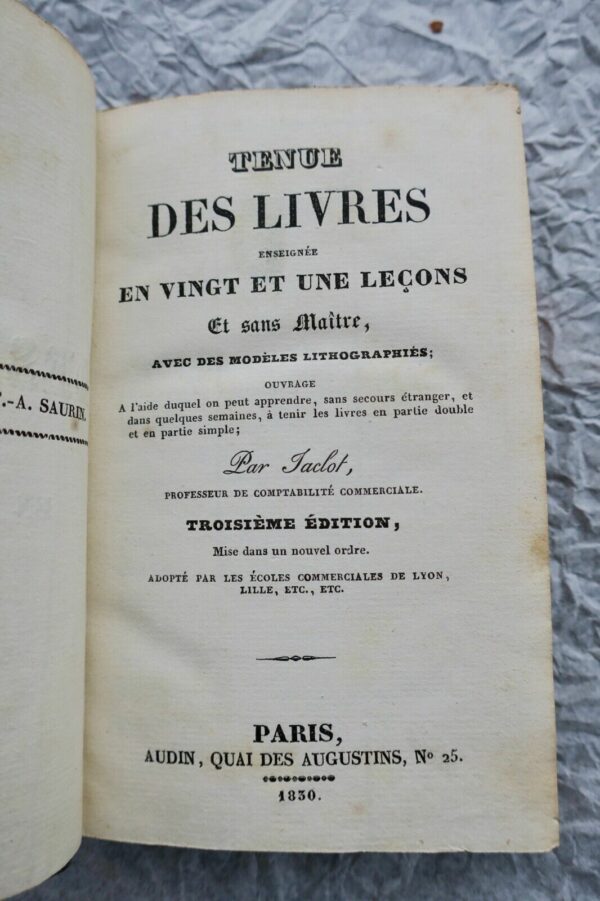 .-A. SAURIN.
TENUE
DES LIVRES
ENSEIGNÉE
EN VINGT ET UNE LEÇONS
Et sans Maître,
AVEC DES MODÈLES LITHOGRAPHIÉS;
OUVRAGE
A l'aide duquel on peut apprendre, sans secours étranger, et
dans quelques semaines, à tenir les livres en partie double
et en partie simple;
Par Jaclot,
PROFESSEUR DE COMPTABILITÉ COMMERCIALE.
TROISIÈME ÉDITION,
Mise dans un nouvel ordre.
ADOPTÉ PAR LES ÉCOLES COMMERCIALES DE LYON,
LILLE, ETC., ETC.
PARIS,
AUDIN, QUAI DES AUGUSTINS, No 25.
1830.